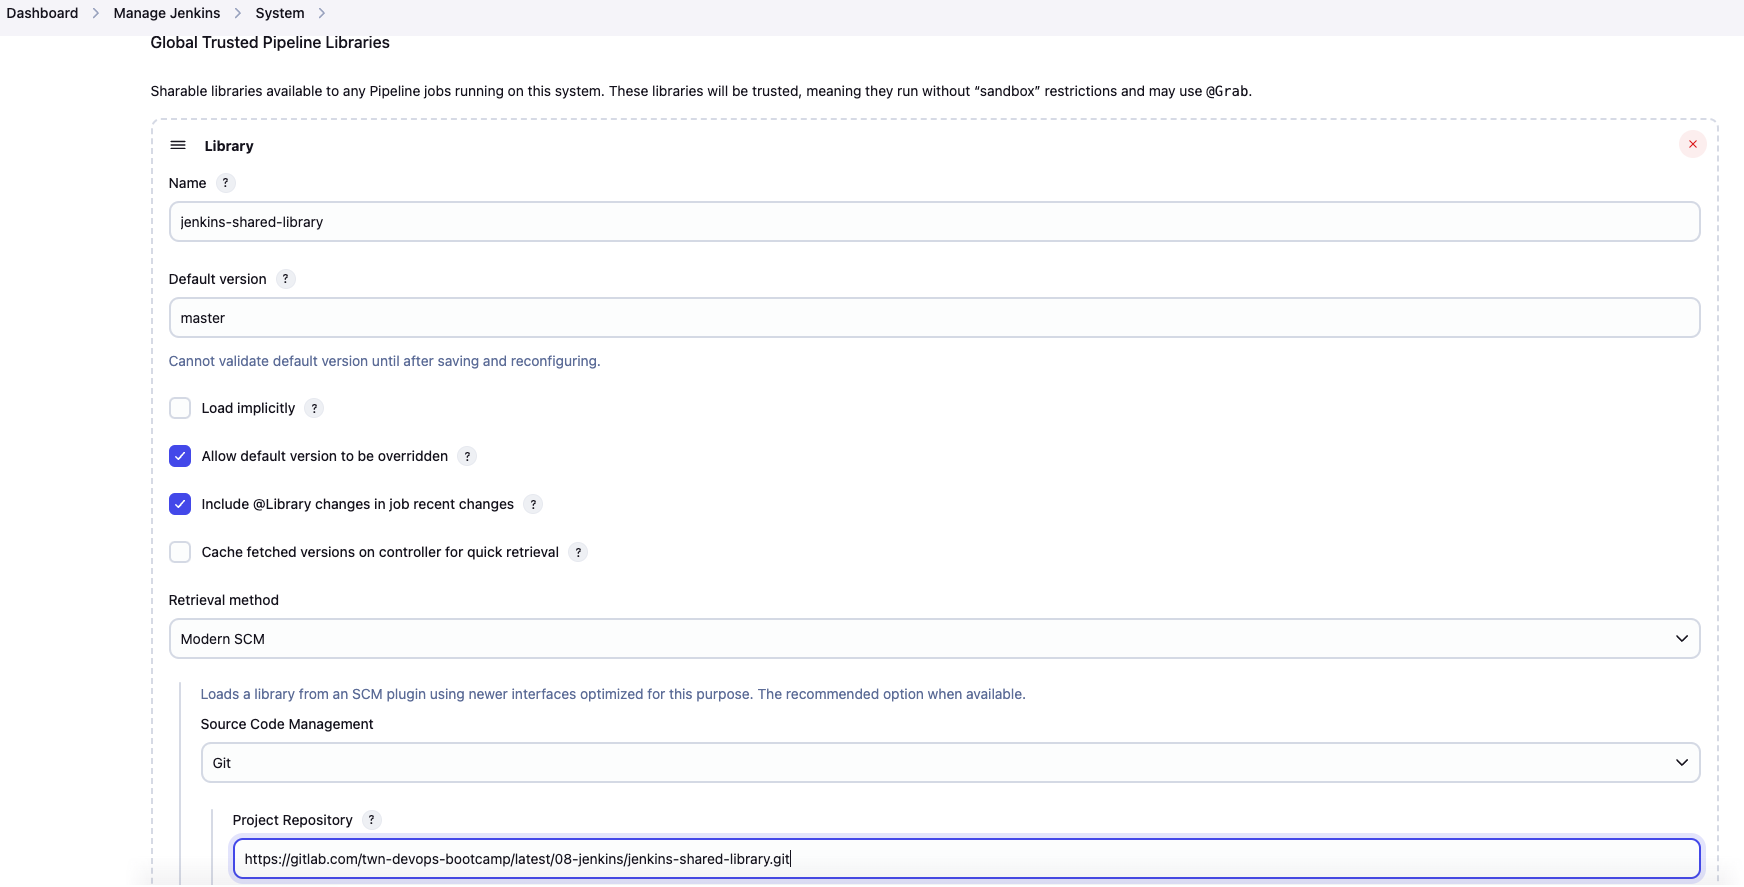 Dashboard > Manage Jenkins > System >
Global Trusted Pipeline Libraries
Sharable libraries available to any Pipeline jobs running on this system. These libraries will be trusted, meaning they run without “sandbox” restrictions and may use @Grab.
Library
Name ?
jenkins-shared-library
Default version ?
master
Cannot validate default version until after saving and reconfiguring.
Load implicitly ?
Allow default version to be overridden ?
Include @Library changes in job recent changes ?
Cache fetched versions on controller for quick retrieval ?
Retrieval method
Modern SCM
Loads a library from an SCM plugin using newer interfaces optimized for this purpose. The recommended option when available.
Source Code Management
Git
Project Repository ?
https://gitlab.com/twn-devops-bootcamp/latest/08-jenkins/jenkins-shared-library.git